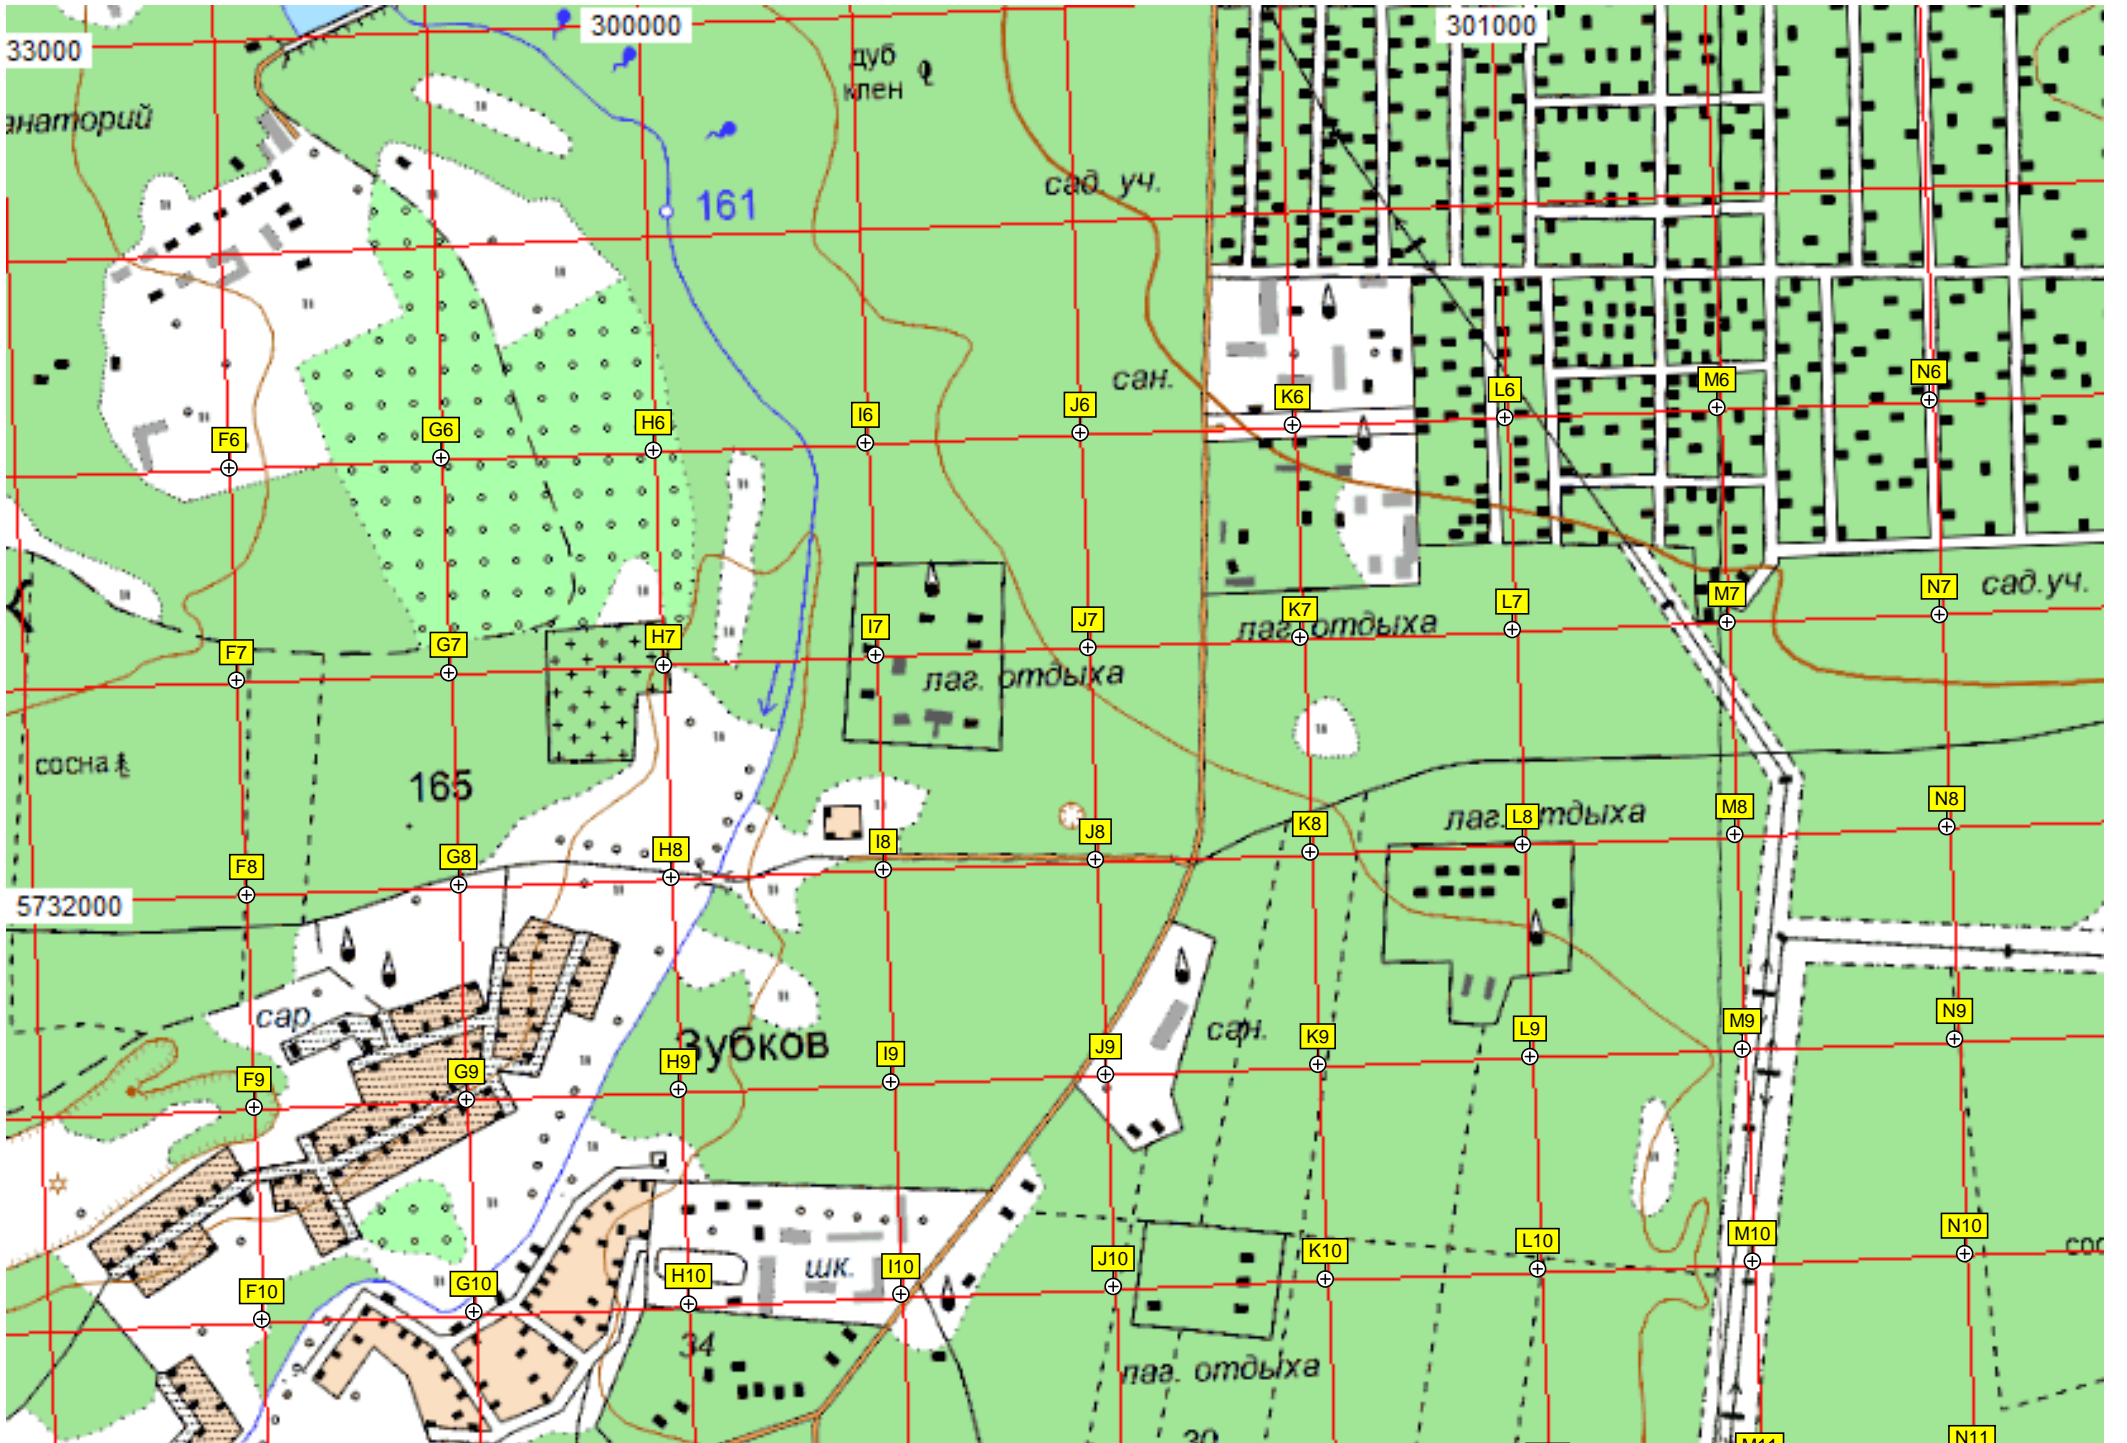 33000
300000
301000
дуб
клен
анаторий
161
сад. уч.
сан.
F6
G6
H6
I6
J6
K6
L6
M6
N6
сад.уч.
F7
G7
H7
I7
J7
K7
L7
M7
N7
лаг. отдыха
лаг. отдыха
сосна
165
лаг. отдыха
F8
G8
H8
I8
J8
K8
L8
M8
N8
5732000
сар.
Зубков
сан.
F9
G9
H9
I9
J9
K9
L9
M9
N9
шк.
F10
G10
H10
I10
J10
K10
L10
M10
N10
сос
34
лаг. отдыха
30
M11
N11